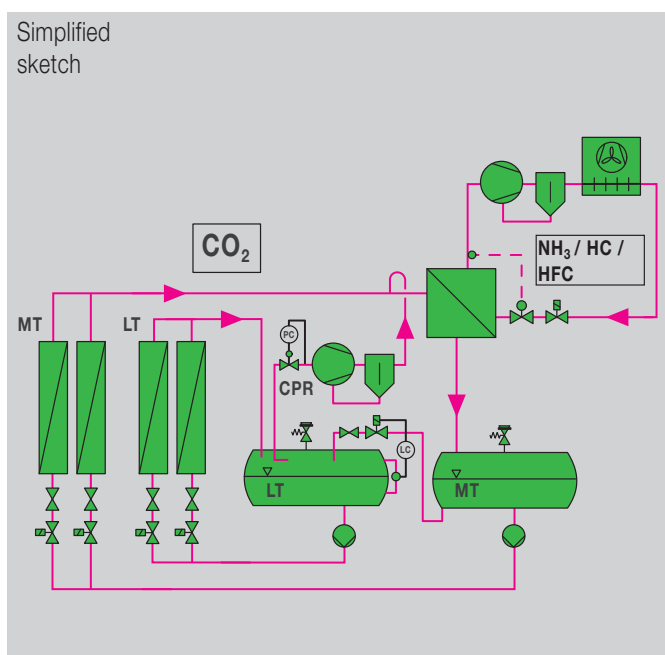 Simplified
sketch
CO₂
NH₃ / HC /
HFC
MT
LT
PC
CPR
LC
LT
MT